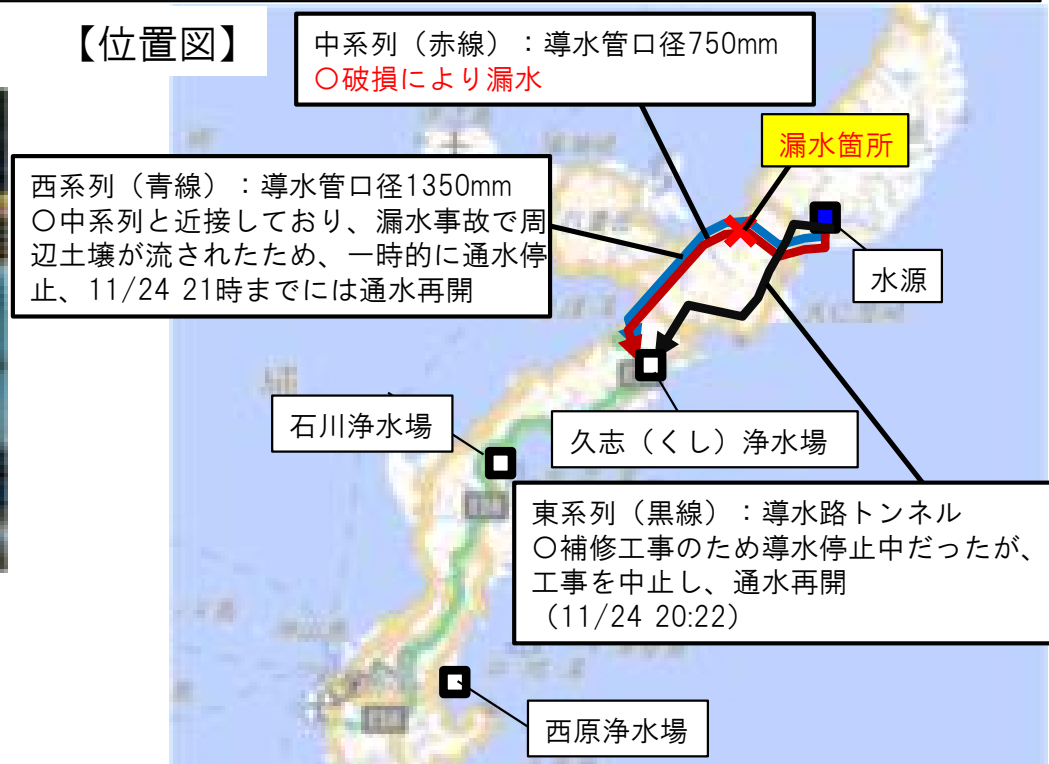 【位置図】
中系列（赤線）：導水管口径750mm
〇破損により漏水
漏水箇所
西系列（青線）：導水管口径1350mm
〇中系列と近接しており、漏水事故で周
辺土壌が流されたため、一時的に通水停
止、11/24 21時までには通水再開
水源
石川浄水場
久志（くし）浄水場
東系列（黒線）：導水路トンネル
〇補修工事のため導水停止中だったが、
工事を中止し、通水再開
（11/24 20:22）
西原浄水場